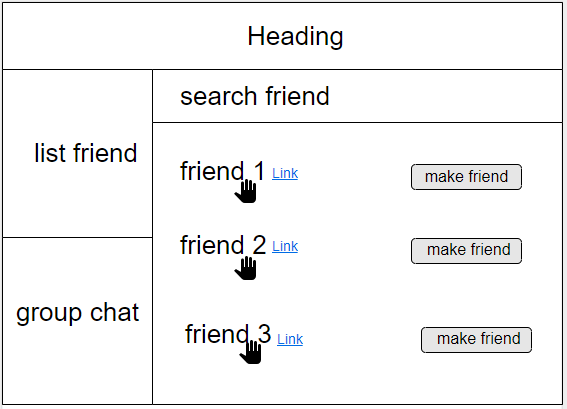 Heading
list friend
group chat
search friend
friend 1 Link make friend
friend 2 Link make friend
friend 3 Link make friend